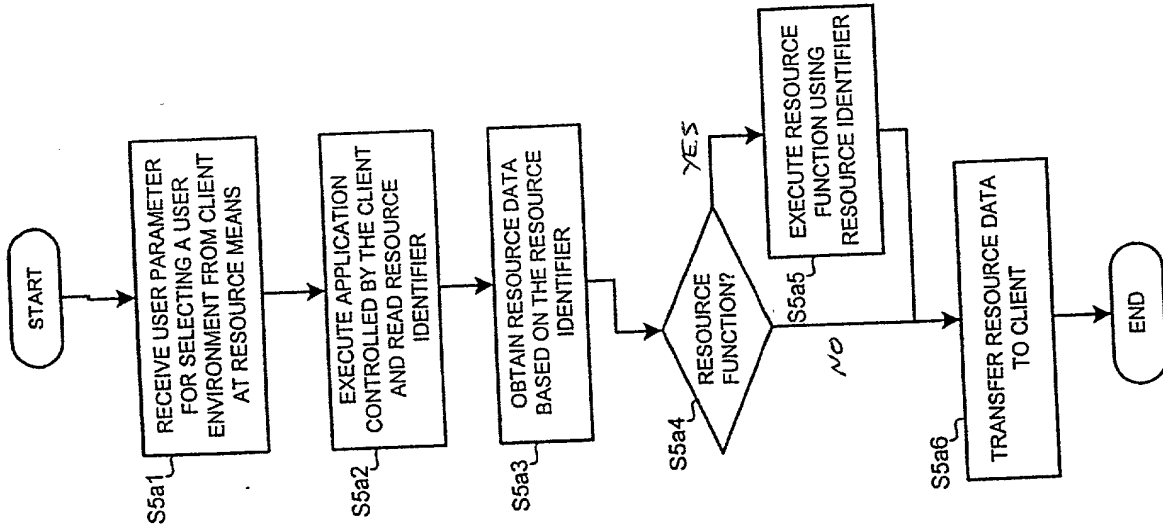 START
S5a1
RECEIVE USER PARAMETER
FOR SELECTING A USER
ENVIRONMENT FROM CLIENT
AT RESOURCE MEANS
S5a2
EXECUTE APPLICATION
CONTROLLED BY THE CLIENT
AND READ RESOURCE
IDENTIFIER
S5a3
OBTAIN RESOURCE DATA
BASED ON THE RESOURCE
IDENTIFIER
S5a4
RESOURCE
FUNCTION?
YES
NO
S5a5
EXECUTE RESOURCE
FUNCTION USING
RESOURCE IDENTIFIER
S5a6
TRANSFER RESOURCE DATA
TO CLIENT
END